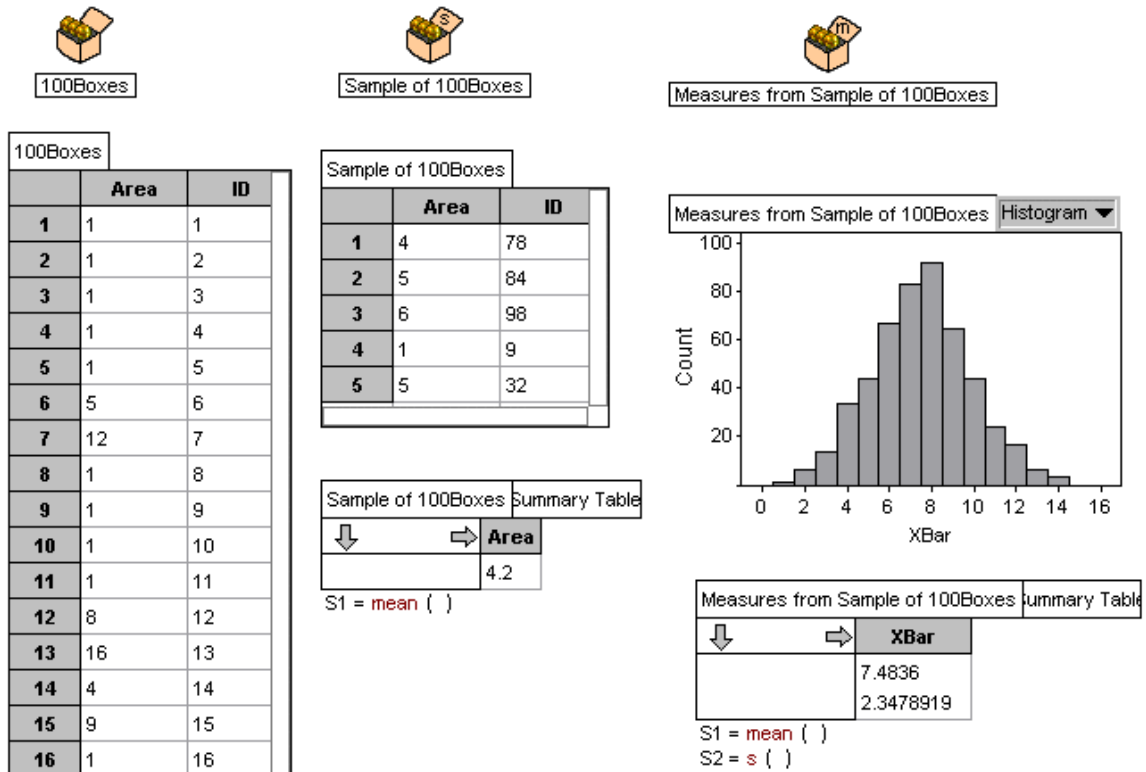 s
m
100Boxes
Sample of 100Boxes
Measures from Sample of 100Boxes
100Boxes
Area ID
1 1 1
2 1 2
3 1 3
4 1 4
5 1 5
6 5 6
7 12 7
8 1 8
9 1 9
10 1 10
11 1 11
12 8 12
13 16 13
14 4 14
15 9 15
16 1 16
Sample of 100Boxes
Area ID
1 4 78
2 5 84
3 6 98
4 1 9
5 5 32
Sample of 100Boxes Summary Table
Area
4.2
S1 = mean ( )
Measures from Sample of 100Boxes Histogram
100
80
60
40
20
Count
0 2 4 6 8 10 12 14 16
XBar
Measures from Sample of 100Boxes ummary Table
XBar
7.4836
2.3478919
S1 = mean ( )
S2 = s ( )